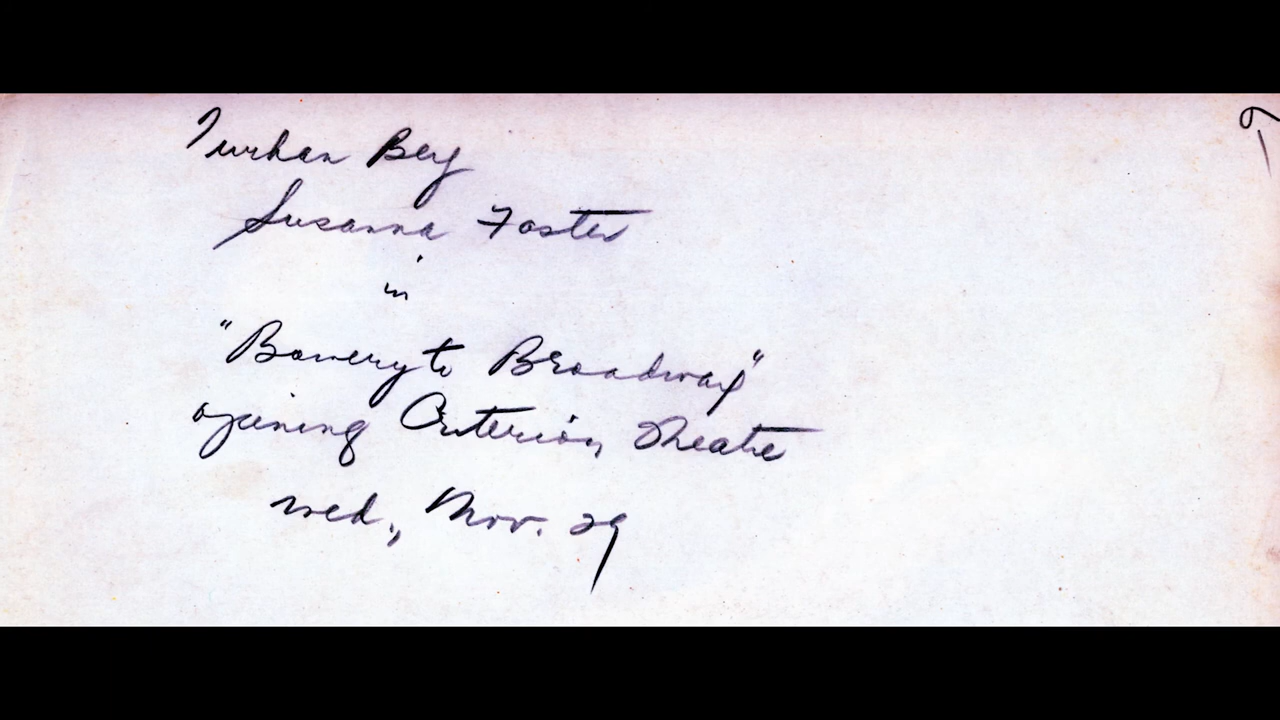 Turhan Bey
Susanna Foster
in
"Bowery to Broadway"
opening Criterion Theatre
Wed., Nov. 29